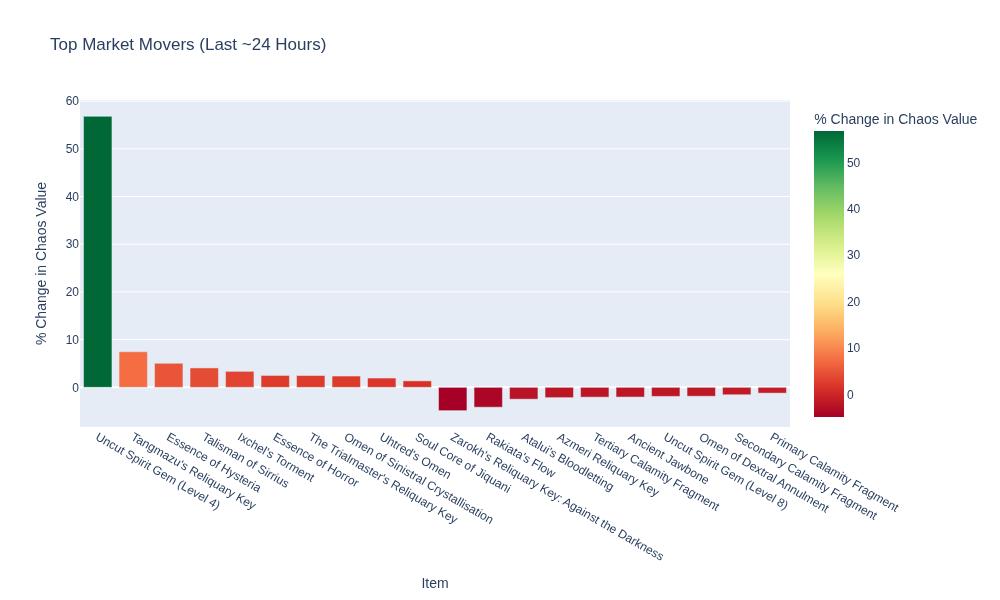 Top Market Movers (Last ~24 Hours)
% Change in Chaos Value
60
50
40
30
20
10
0
% Change in Chaos Value
50
40
30
20
10
0
Uncut Spirit Gem (Level 4)
Tangmazu's Reliquary Key
Essence of Hysteria
Talisman of Sirrius
Ixchel's Torment
Essence of Horror
The Trialmaster's Reliquary Key
Omen of Sinistral Crystallisation
Uhtred's Omen
Soul Core of Jiquani
Zarokh's Reliquary Key: Against the Darkness
Rakiata's Flow
Atalui's Bloodletting
Azmeri Reliquary Key
Tertiary Calamity Fragment
Ancient Jawbone
Uncut Spirit Gem (Level 8)
Omen of Dextral Annulment
Secondary Calamity Fragment
Primary Calamity Fragment
Item